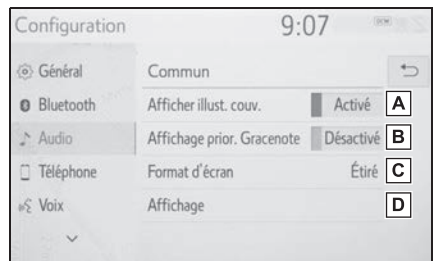 Configuration 9:07
Général
Commun
Bluetooth
Afficher illust. couv. Activé A
Audio
Affichage prior. Gracenote Désactivé B
Téléphone
Format d'écran Étiré C
Voix
Affichage D